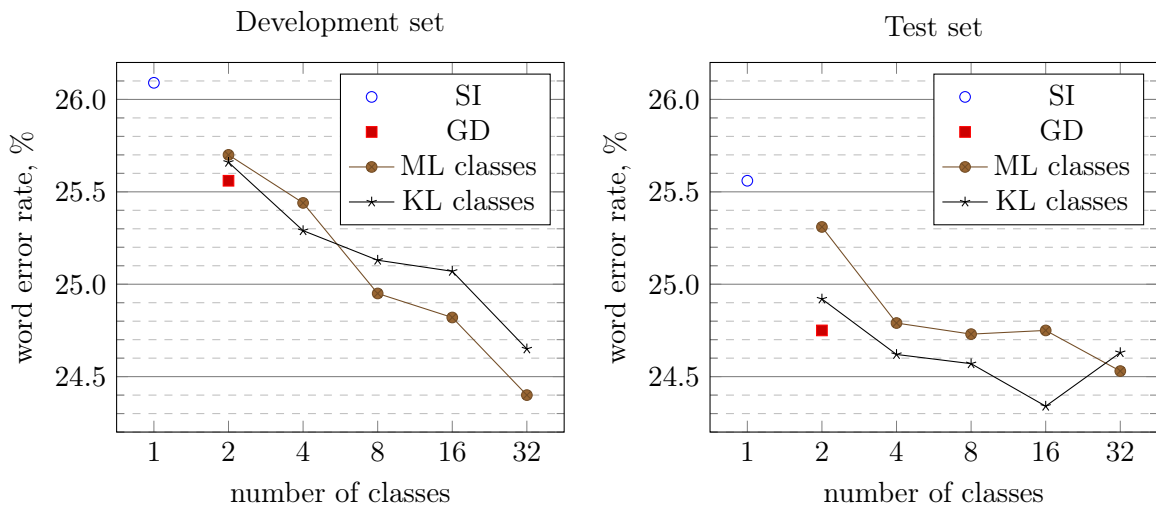 Development set
word error rate, %
26.0
25.5
25.0
24.5
1 2 4 8 16 32
number of classes
SI
GD
ML classes
KL classes
Test set
word error rate, %
26.0
25.5
25.0
24.5
1 2 4 8 16 32
number of classes
SI
GD
ML classes
KL classes